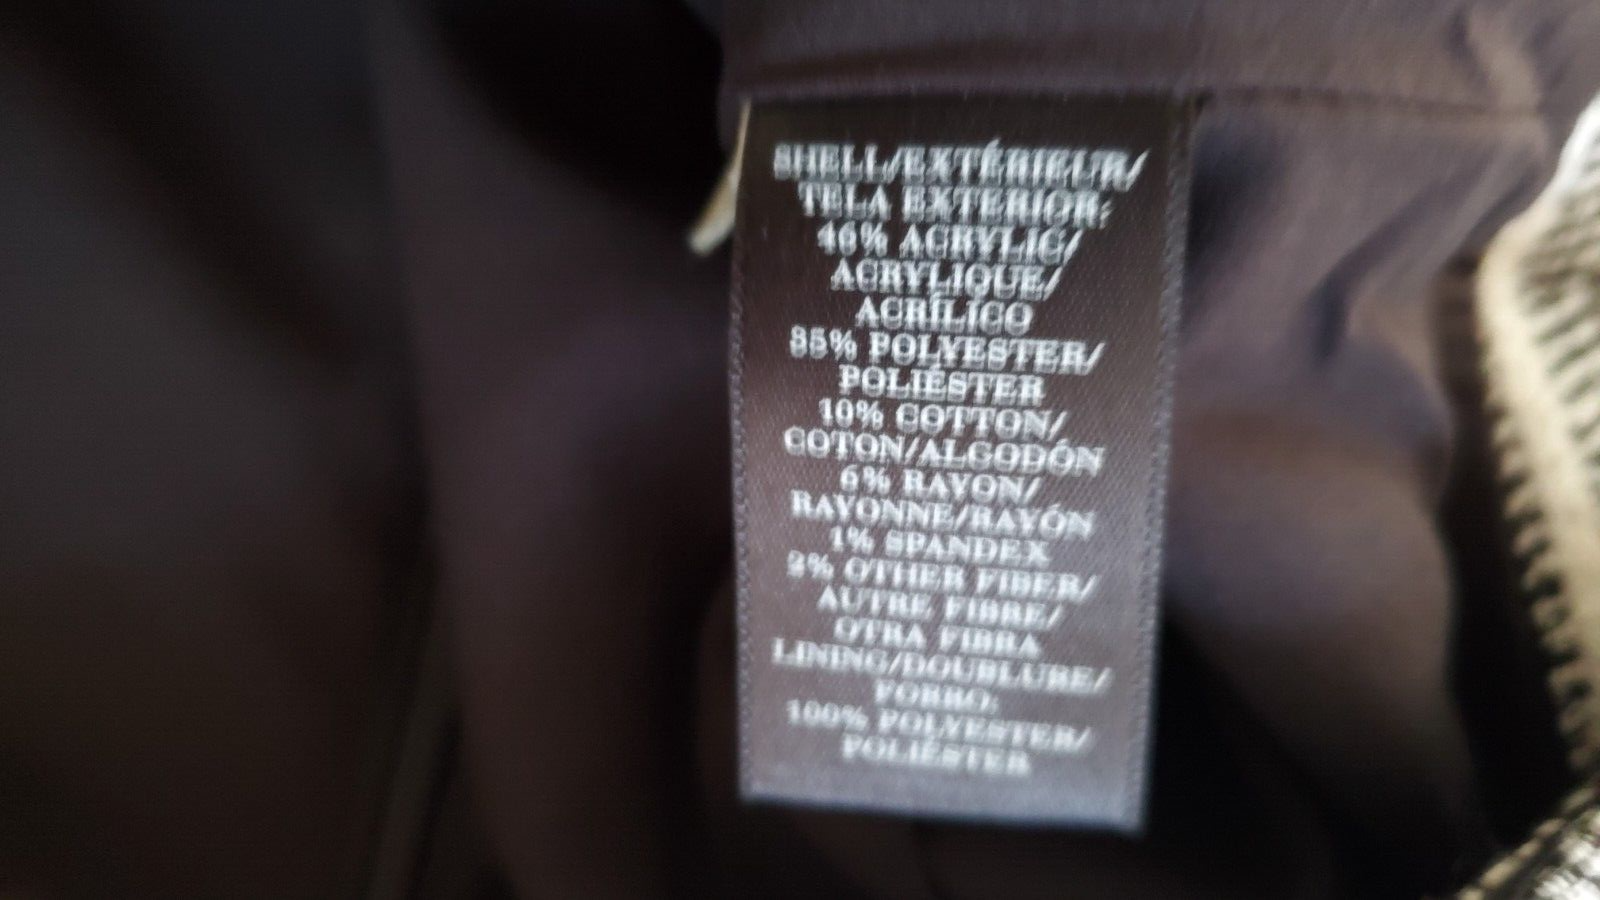 SHELL/EXTÉRIEUR/
TELA EXTERIOR:
46% ACRYLIC/
ACRYLIQUE/
ACRÍLICO
35% POLYESTER/
POLIÉSTER
10% COTTON/
COTON/ALGODÓN
6% RAYON/
RAYONNE/RAYÓN
1% SPANDEX
2% OTHER FIBER/
AUTRE FIBRE/
OTRA FIBRA
LINING/DOUBLURE/
FORRO:
100% POLYESTER/
POLIÉSTER